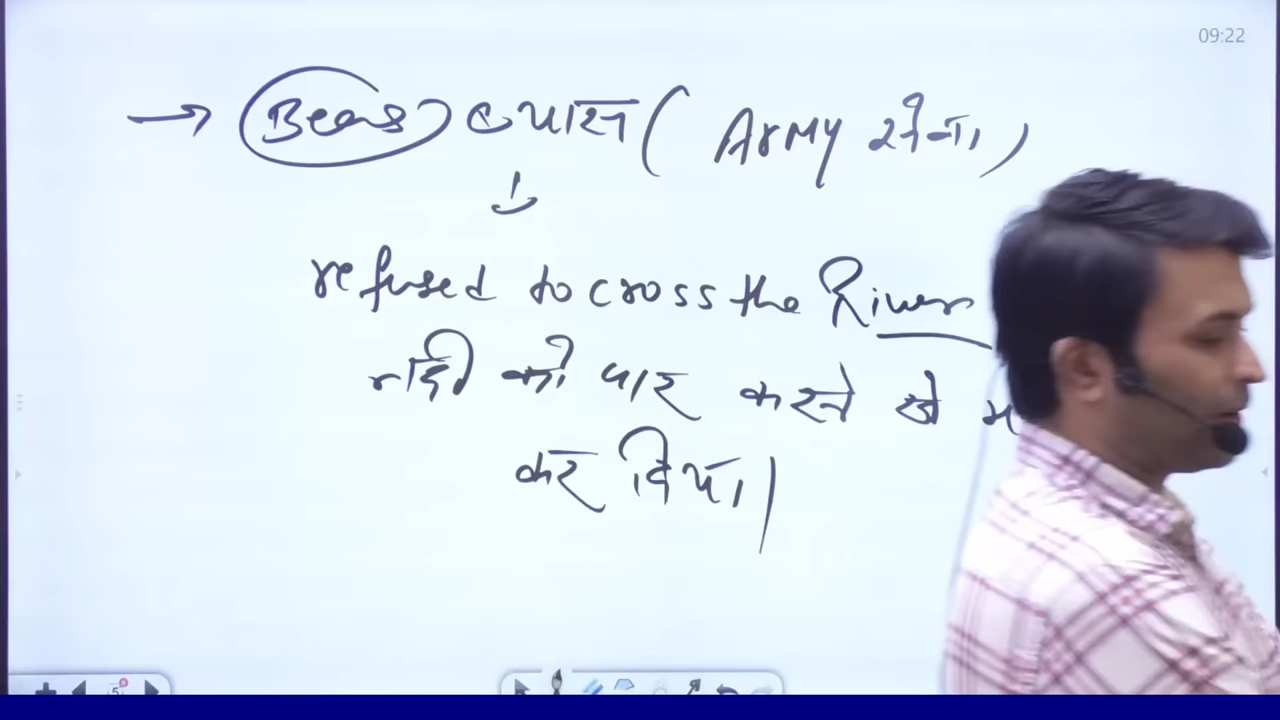 09:22
→ Beas ब्यास ( Army सेना )
refused to cross the River
नदी को पार करने से म
कर दिया।